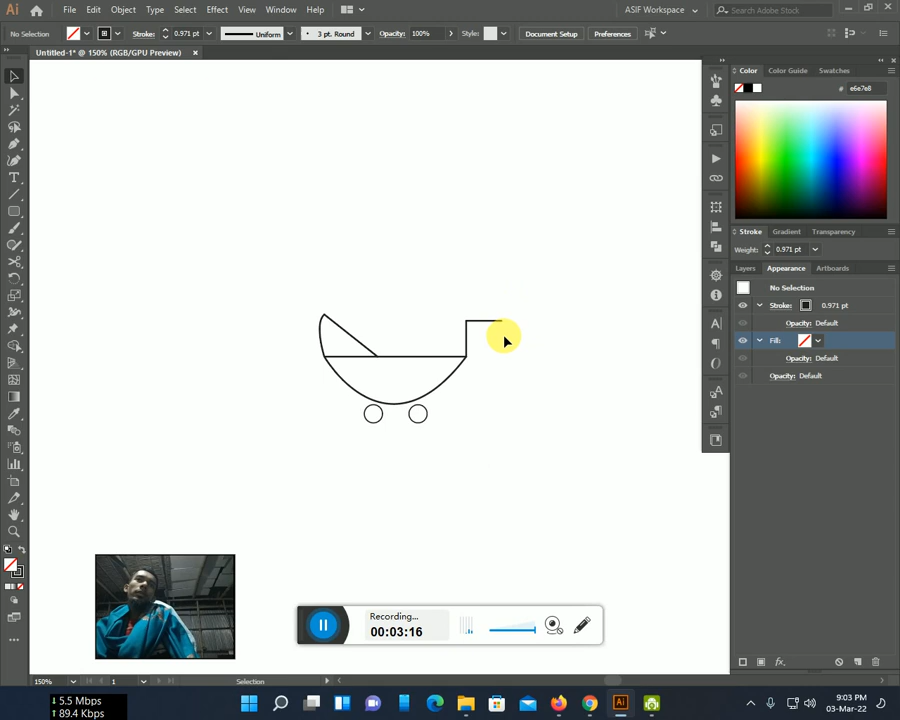 Ai File Edit Object Type Select Effect View Window Help ASIF Workspace Search Adobe Stock
No Selection Stroke: 0.971 pt Uniform 3 pt. Round Opacity: 100% Style: Document Setup Preferences
Untitled-1* @ 150% (RGB/GPU Preview) ×
Color Color Guide Swatches
# e6e7e8
Stroke Gradient Transparency
Weight: 0.971 pt
Layers Appearance Artboards
No Selection
Stroke: 0.971 pt
Opacity: Default
Fill:
Opacity: Default
Opacity: Default
fx
Recording...
00:03:16
150% 1 Selection
5.5 Mbps
89.4 Kbps
Ai
9:03 PM
03-Mar-22